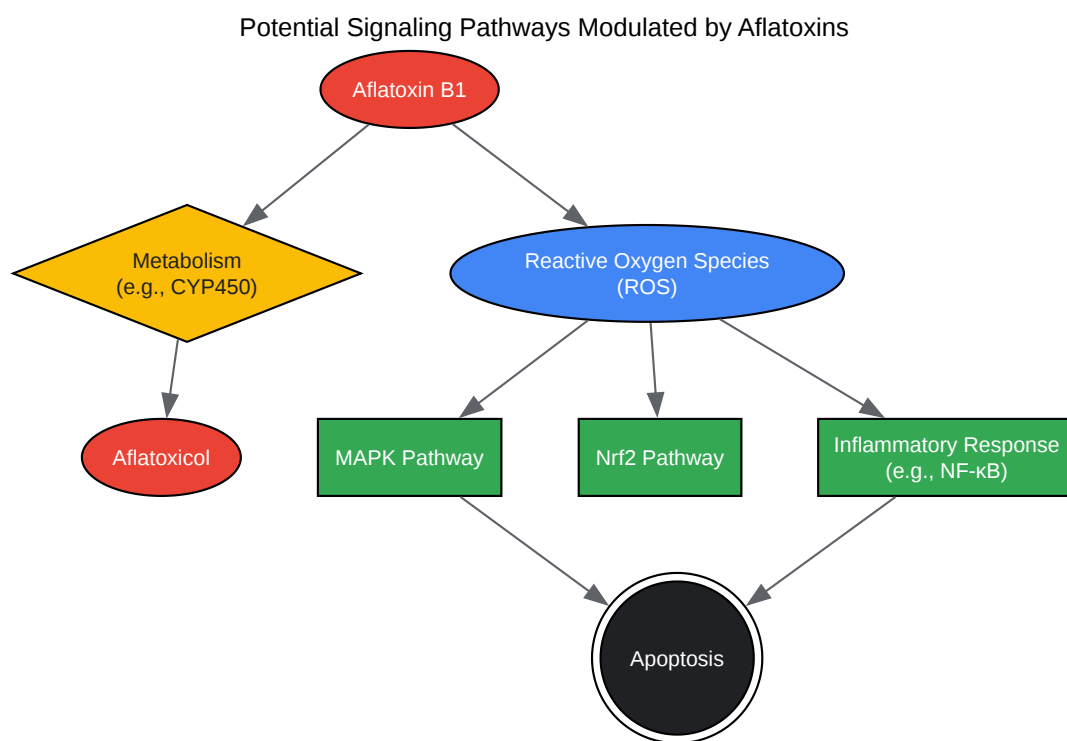 Potential Signaling Pathways Modulated by Aflatoxins
Aflatoxin B1
Metabolism
(e.g., CYP450)
Reactive Oxygen Species
(ROS)
Aflatoxicol
MAPK Pathway
Nrf2 Pathway
Inflammatory Response
(e.g., NF-κB)
Apoptosis